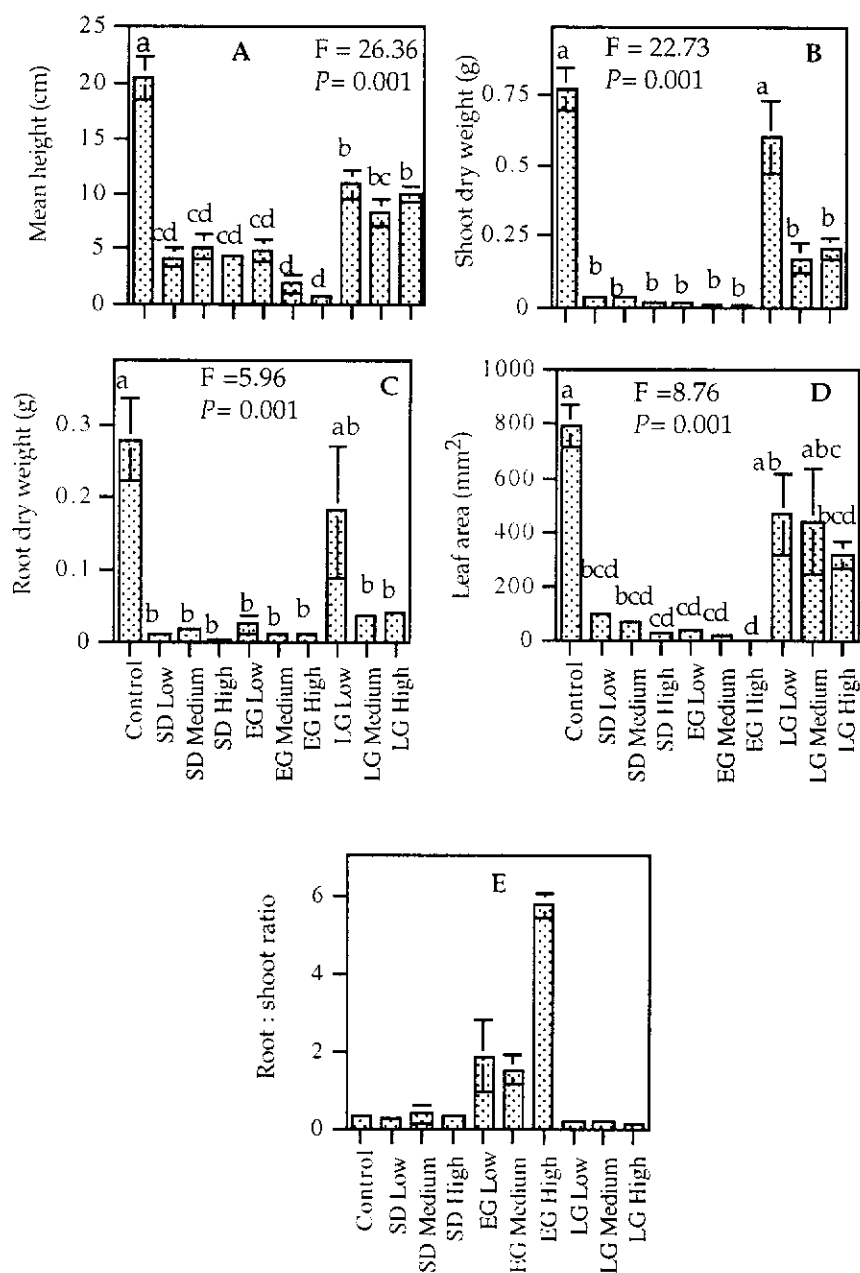 A
F = 26.36
P= 0.001
Mean height (cm)
25
20
15
10
5
0
a
cd
cd
cd
cd
d
d
b
bc
b
B
F = 22.73
P= 0.001
Shoot dry weight (g)
0.75
0.5
0.25
0
a
b
b
b
b
b
b
a
b
b
C
F =5.96
P= 0.001
Root dry weight (g)
0.3
0.2
0.1
0
a
b
b
b
b
b
b
ab
b
b
Control
SD Low
SD Medium
SD High
EG Low
EG Medium
EG High
LG Low
LG Medium
LG High
D
F =8.76
P= 0.001
Leaf area (mm²)
1000
800
600
400
200
0
a
bcd
bcd
cd
cd
cd
d
ab
abc
bcd
Control
SD Low
SD Medium
SD High
EG Low
EG Medium
EG High
LG Low
LG Medium
LG High
E
Root : shoot ratio
6
4
2
0
Control
SD Low
SD Medium
SD High
EG Low
EG Medium
EG High
LG Low
LG Medium
LG High